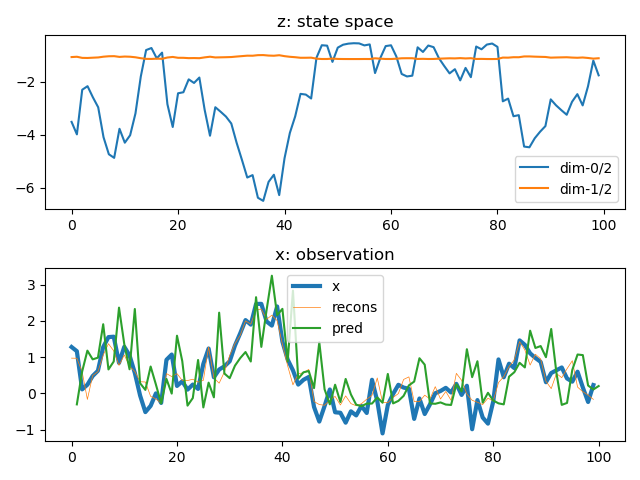 z: state space
−2
−4
−6
dim-0/2
dim-1/2
0
20
40
60
80
100
x: observation
3
2
1
0
−1
x
recons
pred
0
20
40
60
80
100